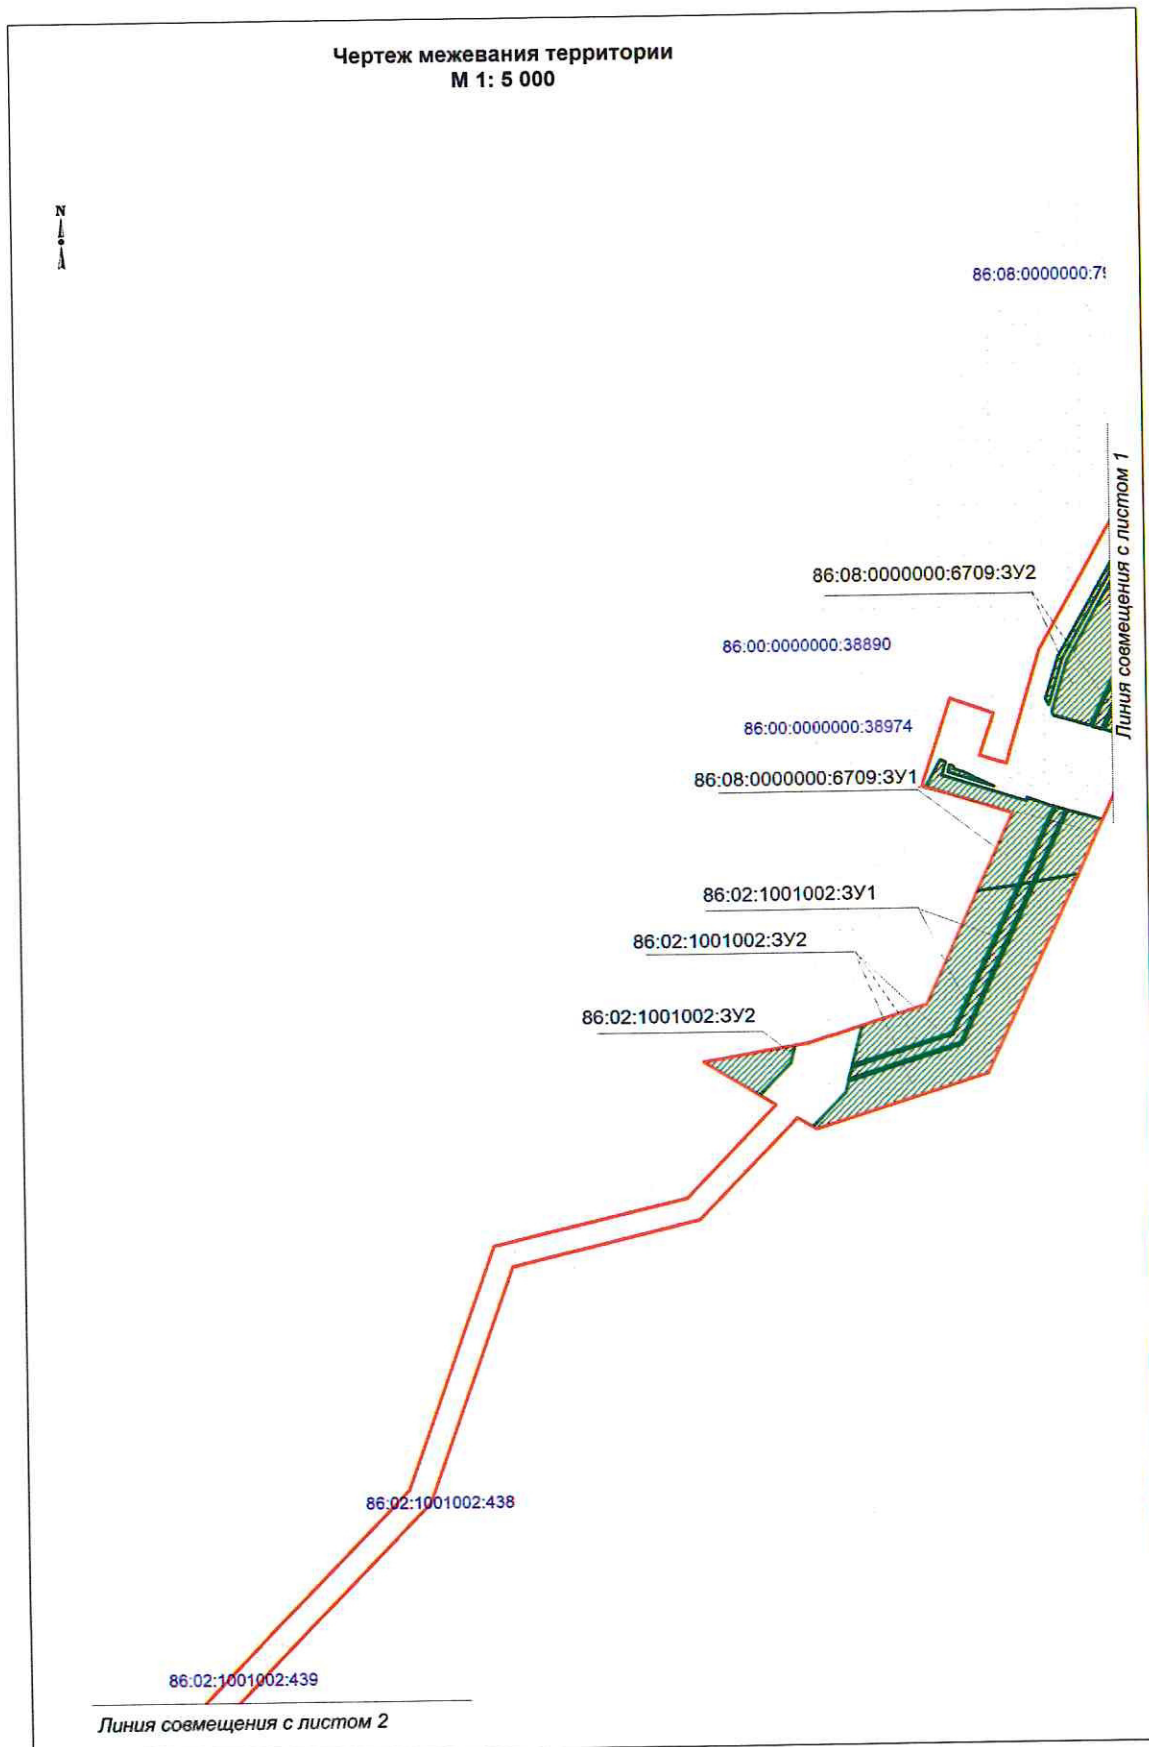 Чертеж межевания территории
М 1: 5 000
N
86:08:0000000:7
Линия совмещения с листом 1
86:08:0000000:6709:ЗУ2
86:00:0000000:38890
86:00:0000000:38974
86:08:0000000:6709:ЗУ1
86:02:1001002:ЗУ1
86:02:1001002:ЗУ2
86:02:1001002:ЗУ2
86:02:1001002:438
86:02:1001002:439
Линия совмещения с листом 2